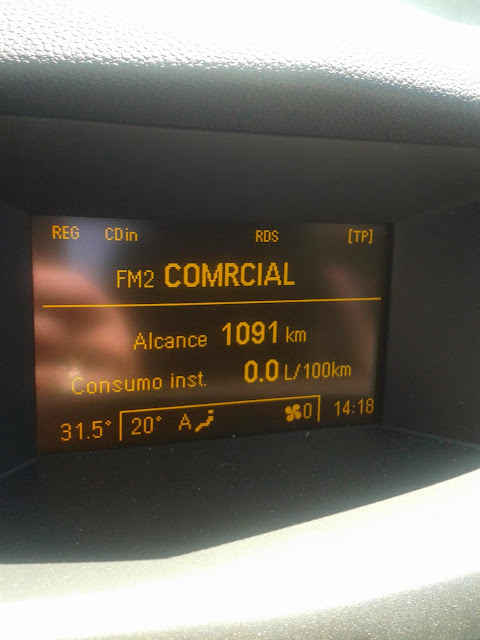 REG CDin RDS [TP]
FM2 COMRCIAL
Alcance 1091 km
Consumo inst. 0.0 L/100km
31.5° 20° A 0 14:18